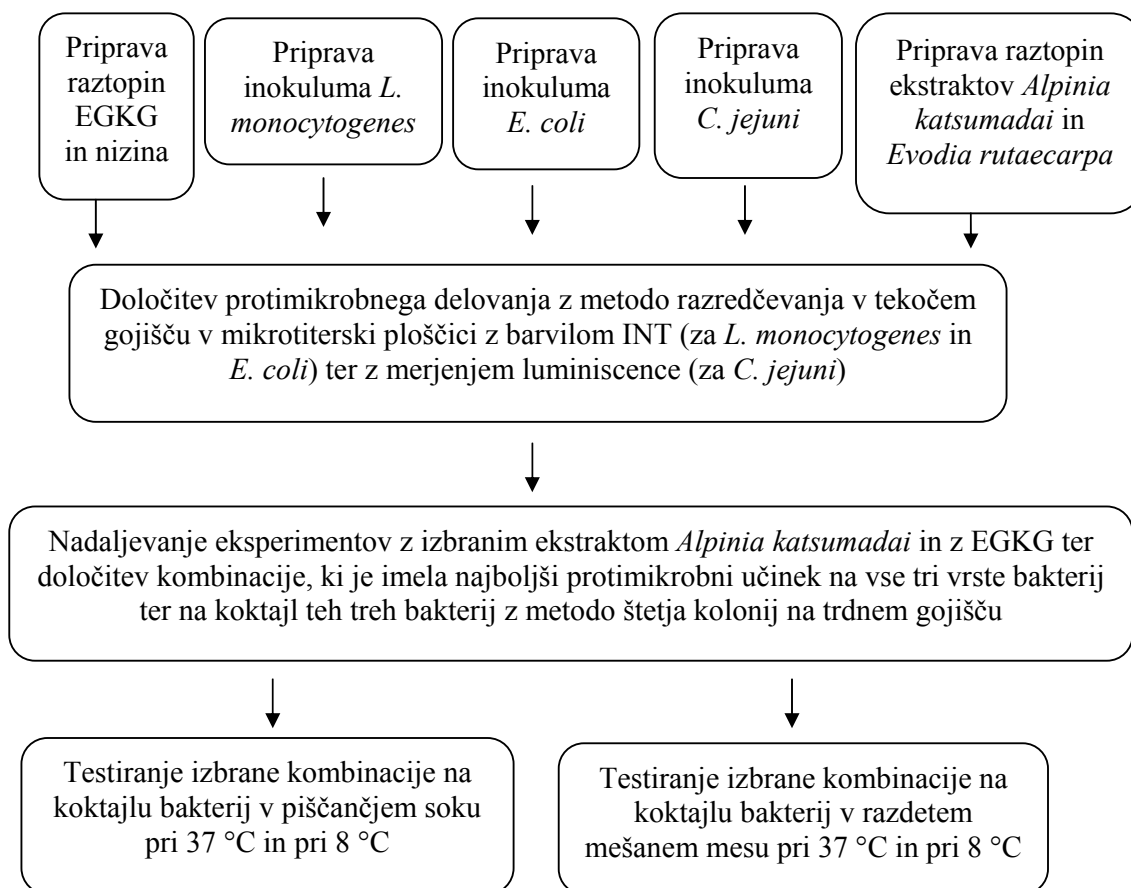 Priprava
raztopin
EGKG
in nizina
Priprava
inokuluma L.
monocytogenes
Priprava
inokuluma
E. coli
Priprava
inokuluma
C. jejuni
Priprava raztopin
ekstraktov Alpinia
katsumadai in
Evodia rutaecarpa
Določitev protimikrobnega delovanja z metodo razredčevanja v tekočem
gojišču v mikrotiterski ploščici z barvilom INT (za L. monocytogenes in
E. coli) ter z merjenjem luminiscence (za C. jejuni)
Nadaljevanje eksperimentov z izbranim ekstraktom Alpinia katsumadai in z EGKG ter
določitev kombinacije, ki je imela najboljši protimikrobni učinek na vse tri vrste bakterij
ter na koktajl teh treh bakterij z metodo štetja kolonij na trdnem gojišču
Testiranje izbrane kombinacije na
koktajlu bakterij v piščančjem soku
pri 37 °C in pri 8 °C
Testiranje izbrane kombinacije na
koktajlu bakterij v razdetem
mešanem mesu pri 37 °C in pri 8 °C